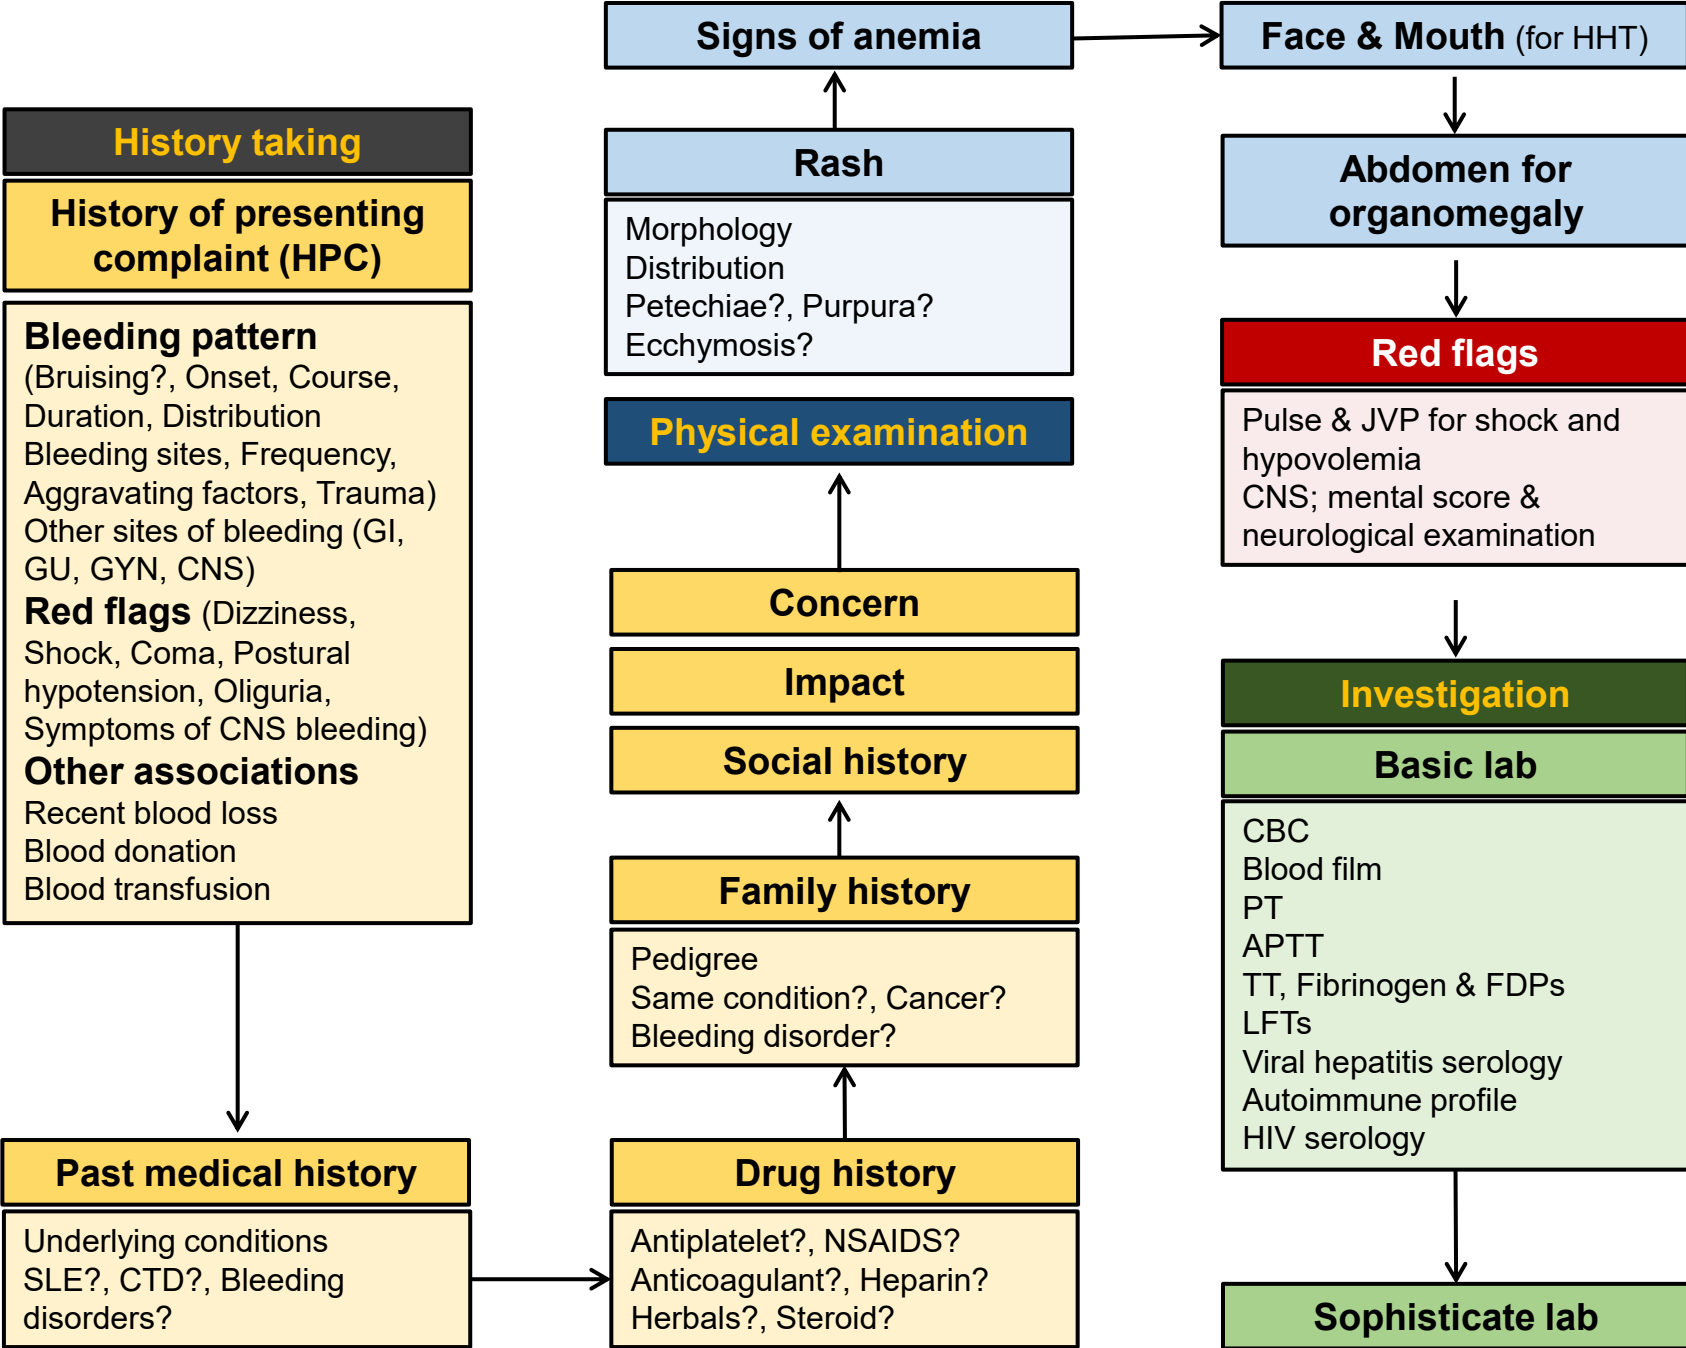 History taking
History of presenting
complaint (HPC)
Bleeding pattern
(Bruising?, Onset, Course,
Duration, Distribution
Bleeding sites, Frequency,
Aggravating factors, Trauma)
Other sites of bleeding (GI,
GU, GYN, CNS)
Red flags (Dizziness,
Shock, Coma, Postural
hypotension, Oliguria,
Symptoms of CNS bleeding)
Other associations
Recent blood loss
Blood donation
Blood transfusion
Past medical history
Underlying conditions
SLE?, CTD?, Bleeding
disorders?
Drug history
Antiplatelet?, NSAIDS?
Anticoagulant?, Heparin?
Herbals?, Steroid?
Family history
Pedigree
Same condition?, Cancer?
Bleeding disorder?
Social history
Impact
Concern
Physical examination
Rash
Morphology
Distribution
Petechiae?, Purpura?
Ecchymosis?
Signs of anemia
Face & Mouth (for HHT)
Abdomen for
organomegaly
Red flags
Pulse & JVP for shock and
hypovolemia
CNS; mental score &
neurological examination
Investigation
Basic lab
CBC
Blood film
PT
APTT
TT, Fibrinogen & FDPs
LFTs
Viral hepatitis serology
Autoimmune profile
HIV serology
Sophisticate lab